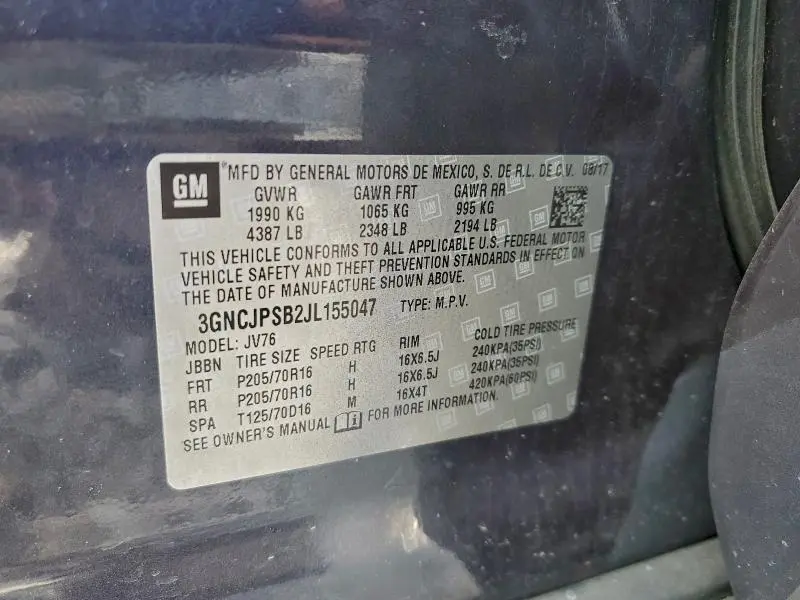 GM
*MFD BY GENERAL MOTORS DE MEXICO, S. DE R.L. DE C.V. 08/17
GVWR GAWR FRT GAWR RR
1990 KG 1065 KG 995 KG
4387 LB 2348 LB 2194 LB
THIS VEHICLE CONFORMS TO ALL APPLICABLE U.S. FEDERAL MOTOR
VEHICLE SAFETY AND THEFT PREVENTION STANDARDS IN EFFECT ON
THE DATE OF MANUFACTURE SHOWN ABOVE.
3GNCJPSB2JL155047 TYPE: M.P.V.
MODEL: JV76
JBBN TIRE SIZE SPEED RTG RIM COLD TIRE PRESSURE
FRT P205/70R16 H 16X6.5J 240KPA(35PSI)
RR P205/70R16 H 16X6.5J 240KPA(35PSI)
SPA T125/70D16 M 16X4T 420KPA(60PSI)
SEE OWNER'S MANUAL FOR MORE INFORMATION.